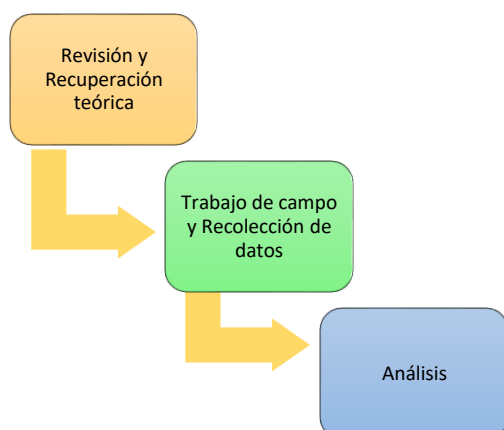 Revisión y
Recuperación
teórica
Trabajo de campo
y Recolección de
datos
Análisis